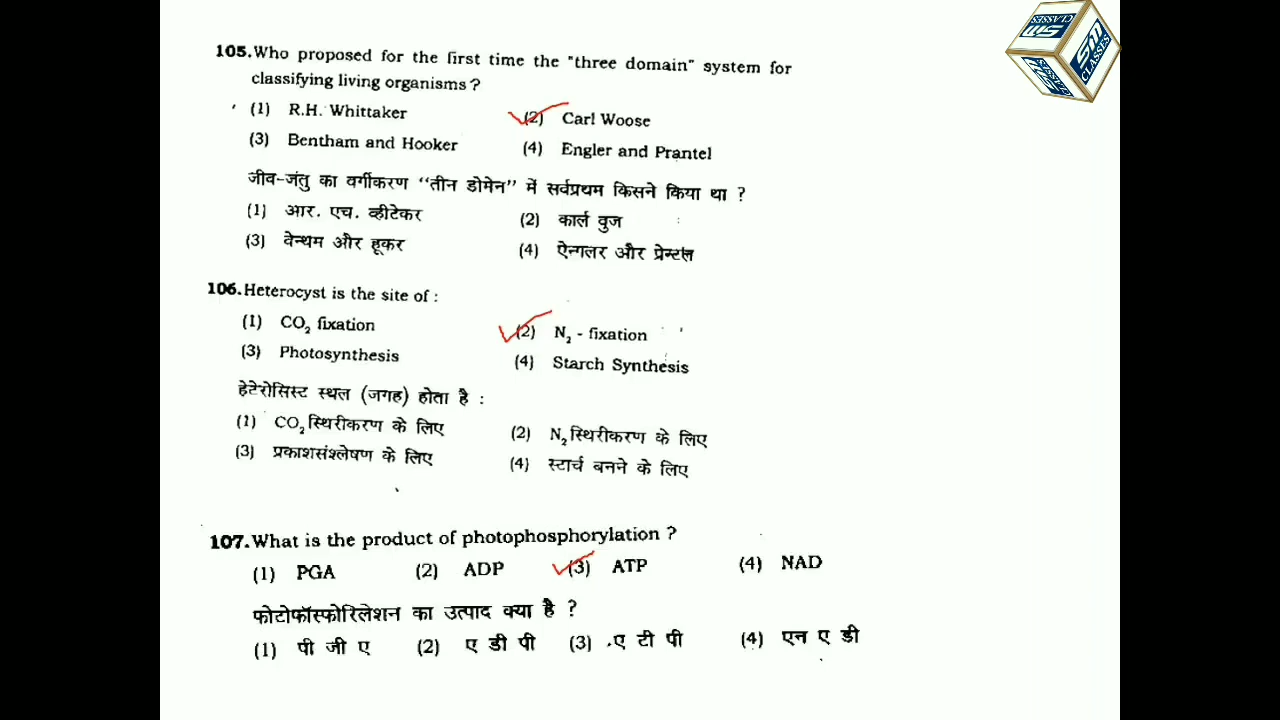 105. Who proposed for the first time the "three domain" system for
classifying living organisms ?
(1) R.H. Whittaker (2) Carl Woose
(3) Bentham and Hooker (4) Engler and Prantel
जीव-जंतु का वर्गीकरण ‘‘तीन डोमेन’’ में सर्वप्रथम किसने किया था ?
(1) आर. एच. व्हीटेकर (2) कार्ल वुज
(3) वेन्थम और हूकर (4) ऐन्गलर और प्रेन्टल
106. Heterocyst is the site of :
(1) CO₂ fixation (2) N₂ - fixation
(3) Photosynthesis (4) Starch Synthesis
हेटेरोसिस्ट स्थल (जगह) होता है :
(1) CO₂ स्थिरीकरण के लिए (2) N₂ स्थिरीकरण के लिए
(3) प्रकाशसंश्लेषण के लिए (4) स्टार्च बनने के लिए
107. What is the product of photophosphorylation ?
(1) PGA (2) ADP (3) ATP (4) NAD
फोटोफॉस्फोरिलेशन का उत्पाद क्या है ?
(1) पी जी ए (2) ए डी पी (3) ए टी पी (4) एन ए डी
SM CLASSES